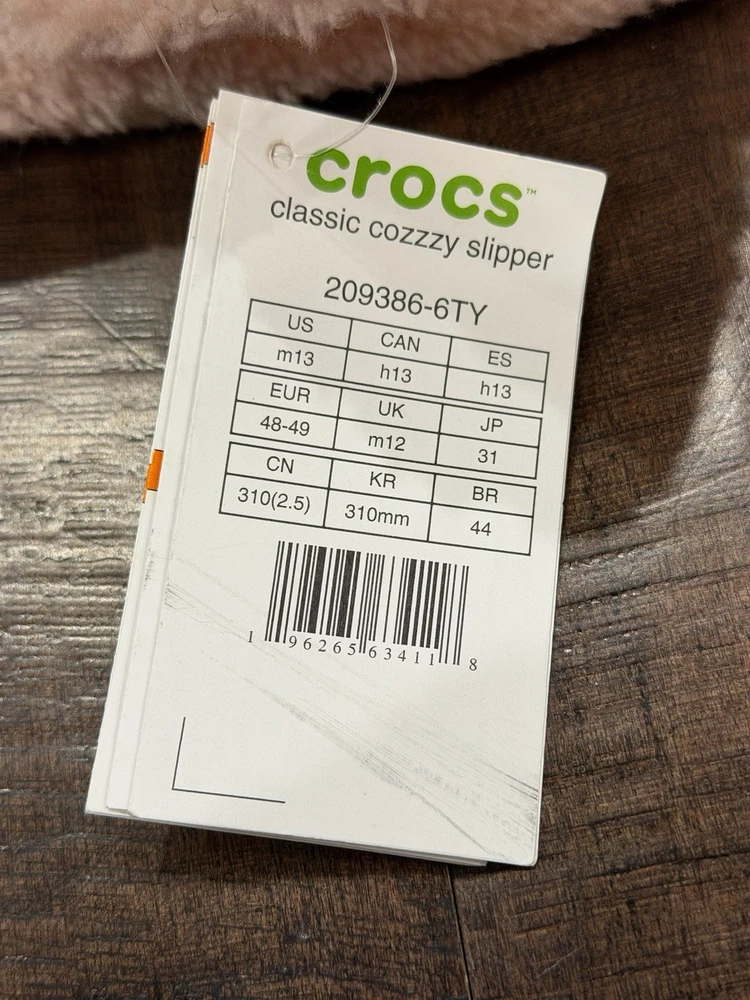 crocs™
classic cozzzy slipper
209386-6TY
US CAN ES
m13 h13 h13
EUR UK JP
48-49 m12 31
CN KR BR
310(2.5) 310mm 44
1 96265 63411 8